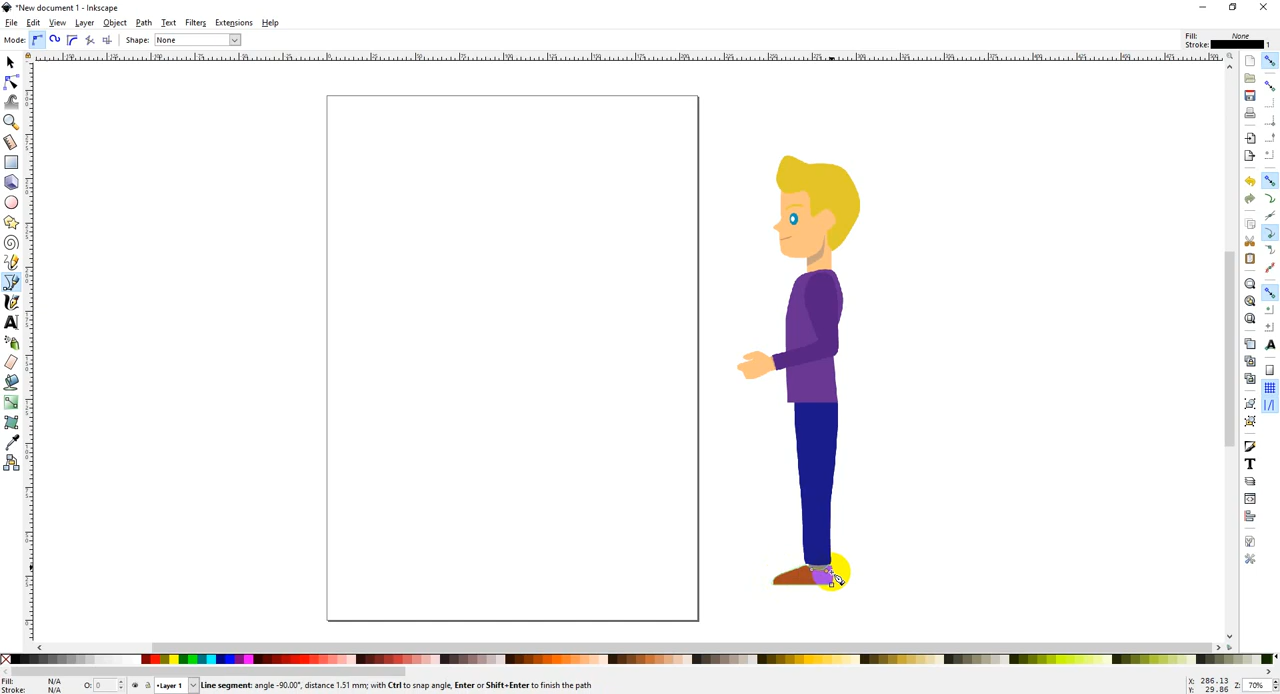 *New document 1 - Inkscape
File Edit View Layer Object Path Text Filters Extensions Help
Mode: Shape: None
Fill: None
Stroke: 1
Fill: N/A O: 0 •Layer 1 Line segment: angle -90.00°, distance 1.51 mm; with Ctrl to snap angle, Enter or Shift+Enter to finish the path X: 286.13 Z: 70%
Stroke: N/A Y: 29.86